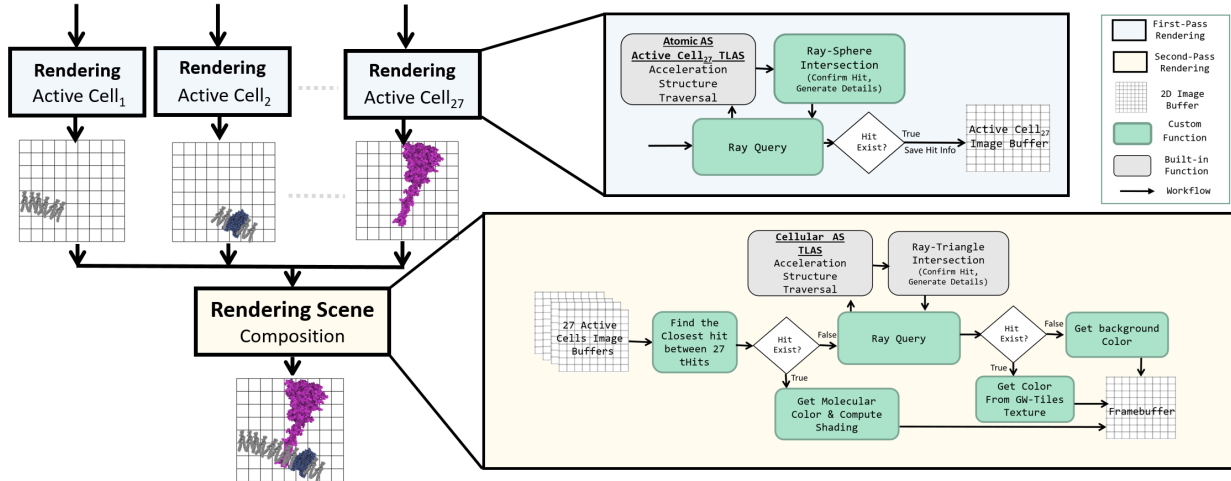 Rendering
Active Cell₁
Rendering
Active Cell₂
Rendering
Active Cell₂₇
Atomic AS
Active Cell₂₇ TLAS
Acceleration
Structure
Traversal
Ray-Sphere
Intersection
(Confirm Hit,
Generate Details)
Ray Query
Hit
Exist?
True
Save Hit Info
Active Cell₂₇
Image Buffer
First-Pass
Rendering
Second-Pass
Rendering
2D Image
Buffer
Custom
Function
Built-in
Function
Workflow
Rendering Scene
Composition
27 Active
Cells Image
Buffers
Find the
Closest hit
between 27
tHits
Hit
Exist?
False
True
Cellular AS
TLAS
Acceleration
Structure
Traversal
Ray-Triangle
Intersection
(Confirm Hit,
Generate Details)
Ray Query
Hit
Exist?
False
True
Get background
Color
Get Color
From GW-Tiles
Texture
Get Molecular
Color & Compute
Shading
Framebuffer